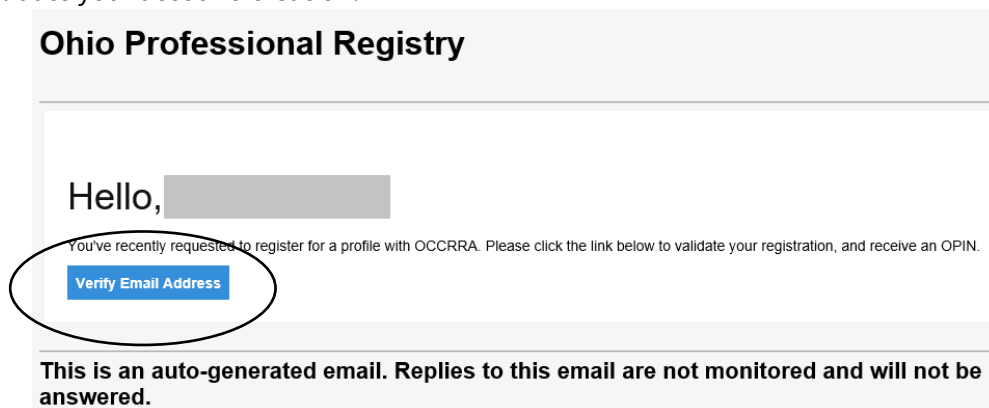 Ohio Professional Registry
Hello,
You've recently requested to register for a profile with OCCRRA. Please click the link below to validate your registration, and receive an OPIN.
Verify Email Address
This is an auto-generated email. Replies to this email are not monitored and will not be
answered.